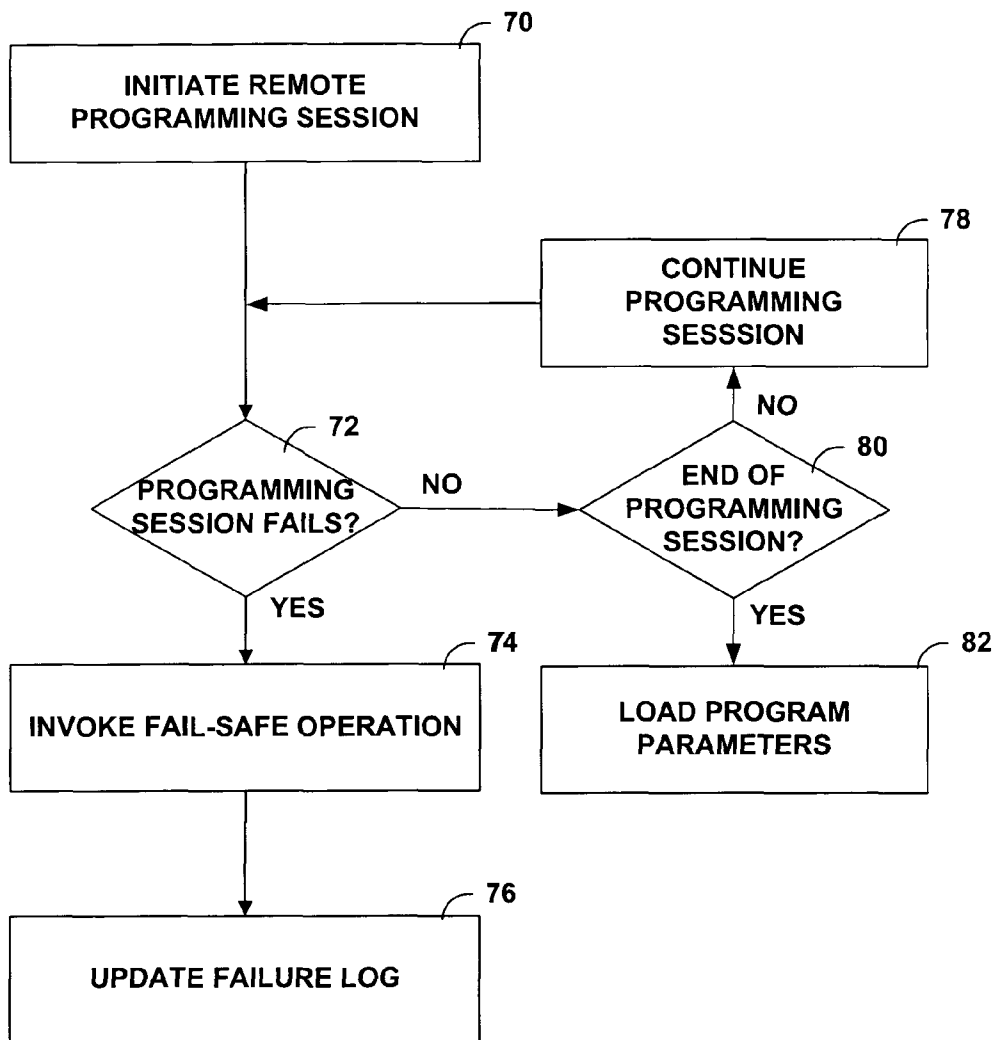 70
INITIATE REMOTE
PROGRAMMING SESSION
78
CONTINUE
PROGRAMMING
SESSSION
NO
72
PROGRAMMING
SESSION FAILS?
NO
80
END OF
PROGRAMMING
SESSION?
YES
YES
74
INVOKE FAIL-SAFE OPERATION
82
LOAD PROGRAM
PARAMETERS
76
UPDATE FAILURE LOG